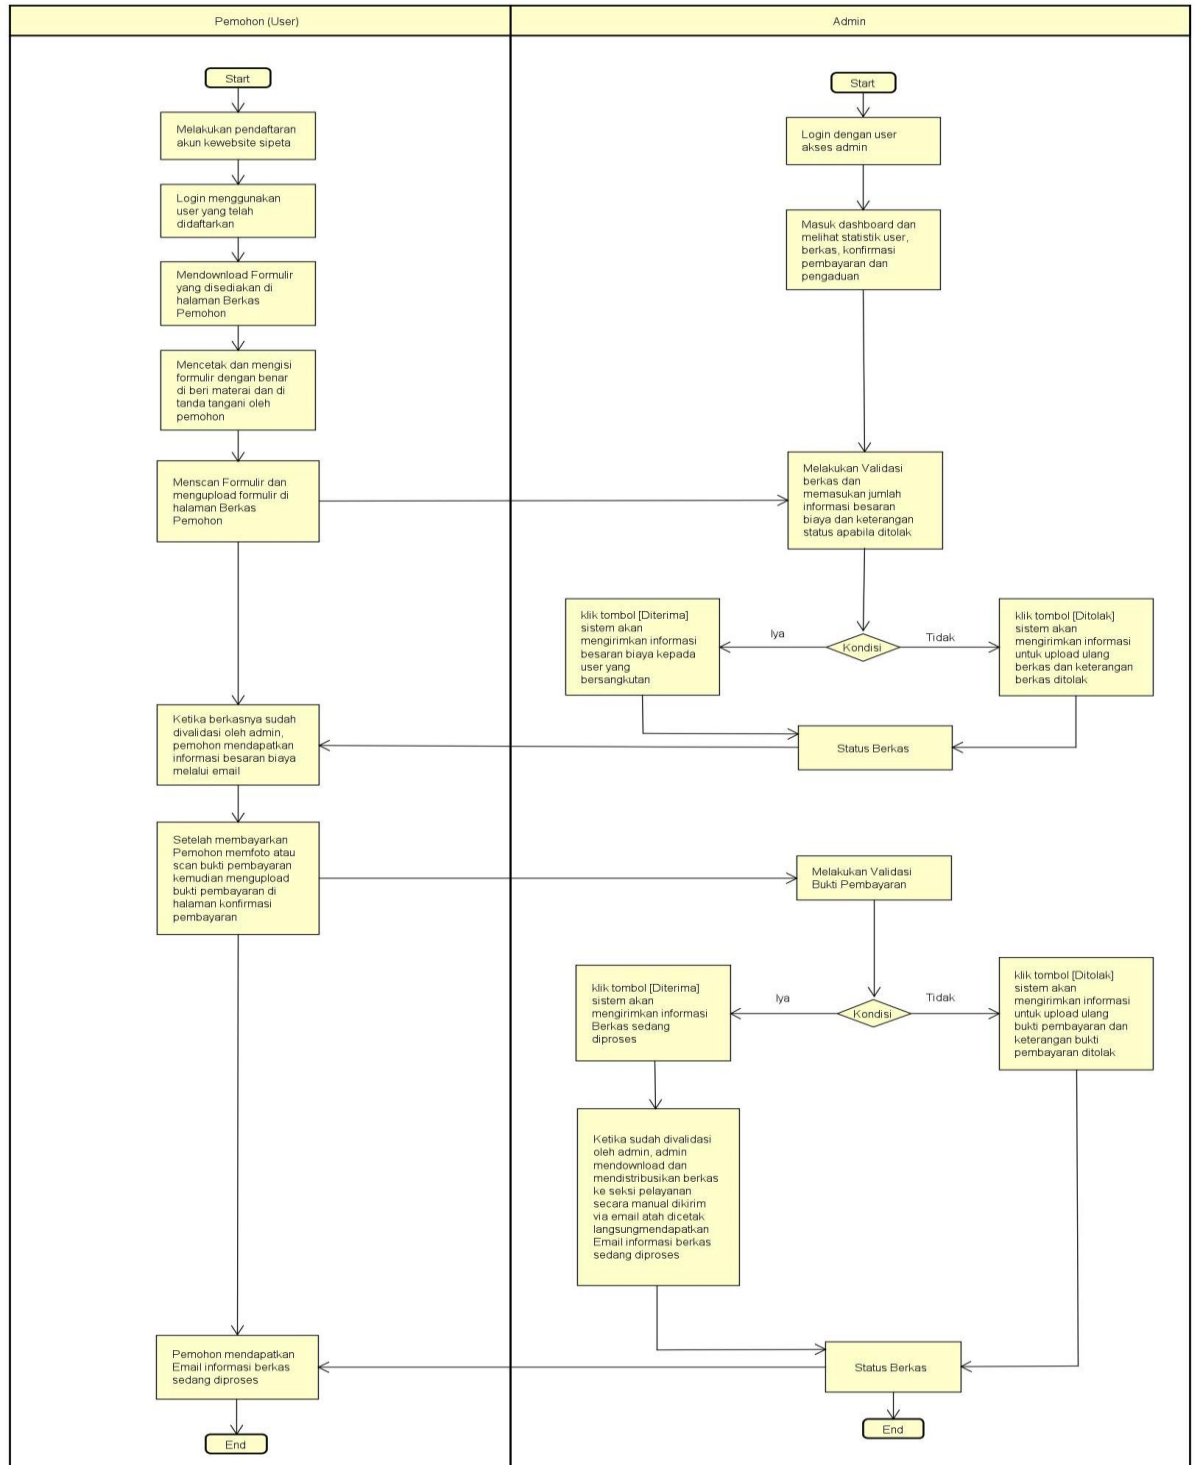 Pemohon (User)
Admin
Start
Melakukan pendaftaran
akun kewebsite sipeta
Login menggunakan
user yang telah
didaftarkan
Mendownload Formulir
yang disediakan di
halaman Berkas
Pemohon
Mencetak dan mengisi
formulir dengan benar
di beri materai dan di
tanda tangani oleh
pemohon
Menscan Formulir dan
mengupload formulir di
halaman Berkas
Pemohon
Ketika berkasnya sudah
divalidasi oleh admin,
pemohon mendapatkan
informasi besaran biaya
melalui email
Setelah membayarkan
Pemohon memfoto atau
scan bukti pembayaran
kemudian mengupload
bukti pembayaran di
halaman konfirmasi
pembayaran
Pemohon mendapatkan
Email informasi berkas
sedang diproses
End
Start
Login dengan user
akses admin
Masuk dashboard dan
melihat statistik user,
berkas, konfirmasi
pembayaran dan
pengaduan
Melakukan Validasi
berkas dan
memasukan jumlah
informasi besaran
biaya dan keterangan
status apabila ditolak
Kondisi
Iya
Tidak
klik tombol [Diterima]
sistem akan
mengirimkan informasi
besaran biaya kepada
user yang
bersangkutan
klik tombol [Ditolak]
sistem akan
mengirimkan informasi
untuk upload ulang
berkas dan keterangan
berkas ditolak
Status Berkas
Melakukan Validasi
Bukti Pembayaran
Kondisi
Iya
Tidak
klik tombol [Diterima]
sistem akan
mengirimkan informasi
Berkas sedang
diproses
klik tombol [Ditolak]
sistem akan
mengirimkan informasi
untuk upload ulang
bukti pembayaran dan
keterangan bukti
pembayaran ditolak
Ketika sudah divalidasi
oleh admin, admin
mendownload dan
mendistribusikan berkas
ke seksi pelayanan
secara manual dikirim
via email atah dicetak
langsungmendapatkan
Email informasi berkas
sedang diproses
Status Berkas
End